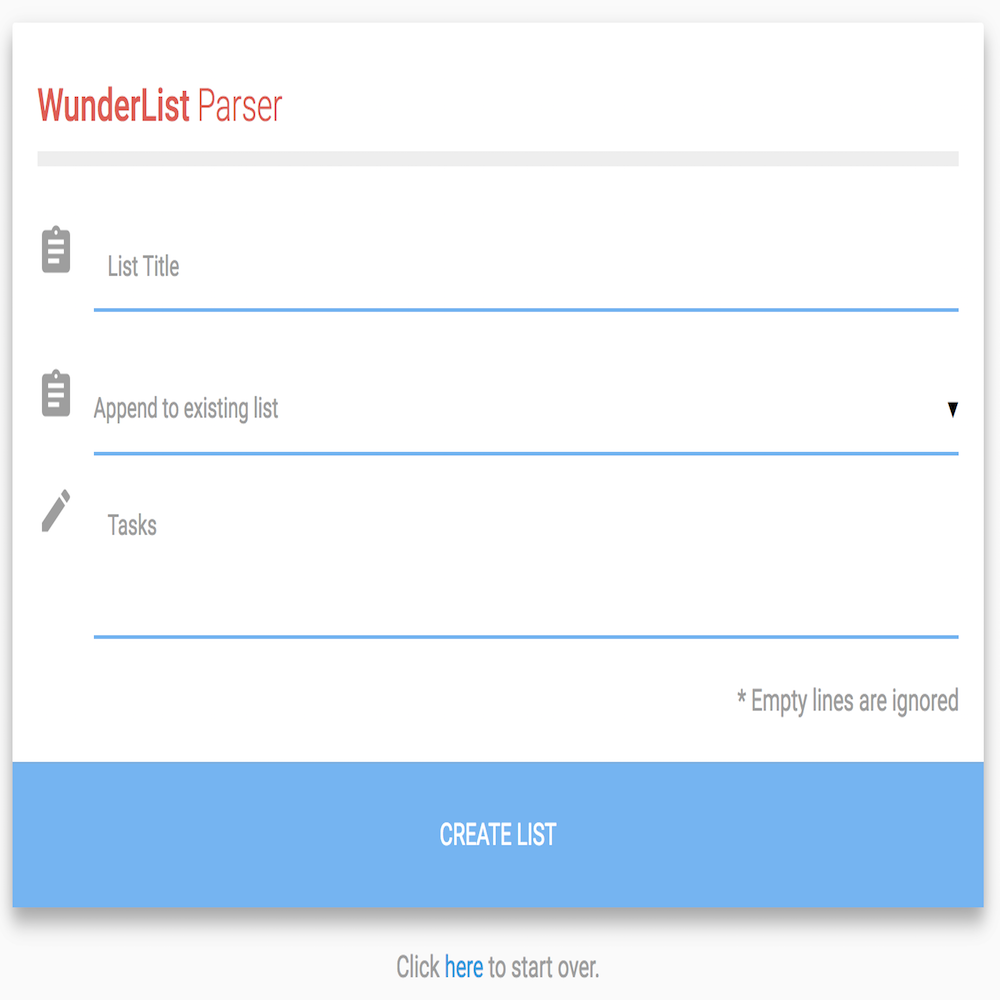 WunderList Parser
List Title
Append to existing list
Tasks
* Empty lines are ignored
CREATE LIST
Click here to start over.